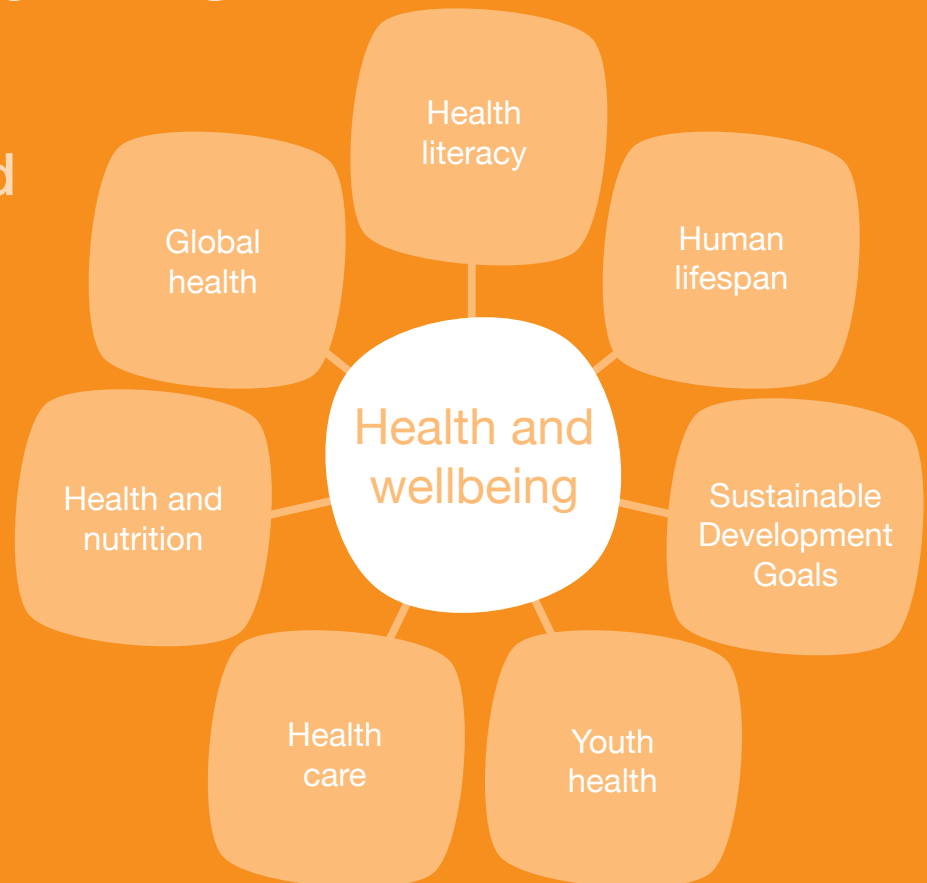 Health
literacy
Human
lifespan
Sustainable
Development
Goals
Youth
health
Health
care
Health and
nutrition
Global
health
Health and
wellbeing